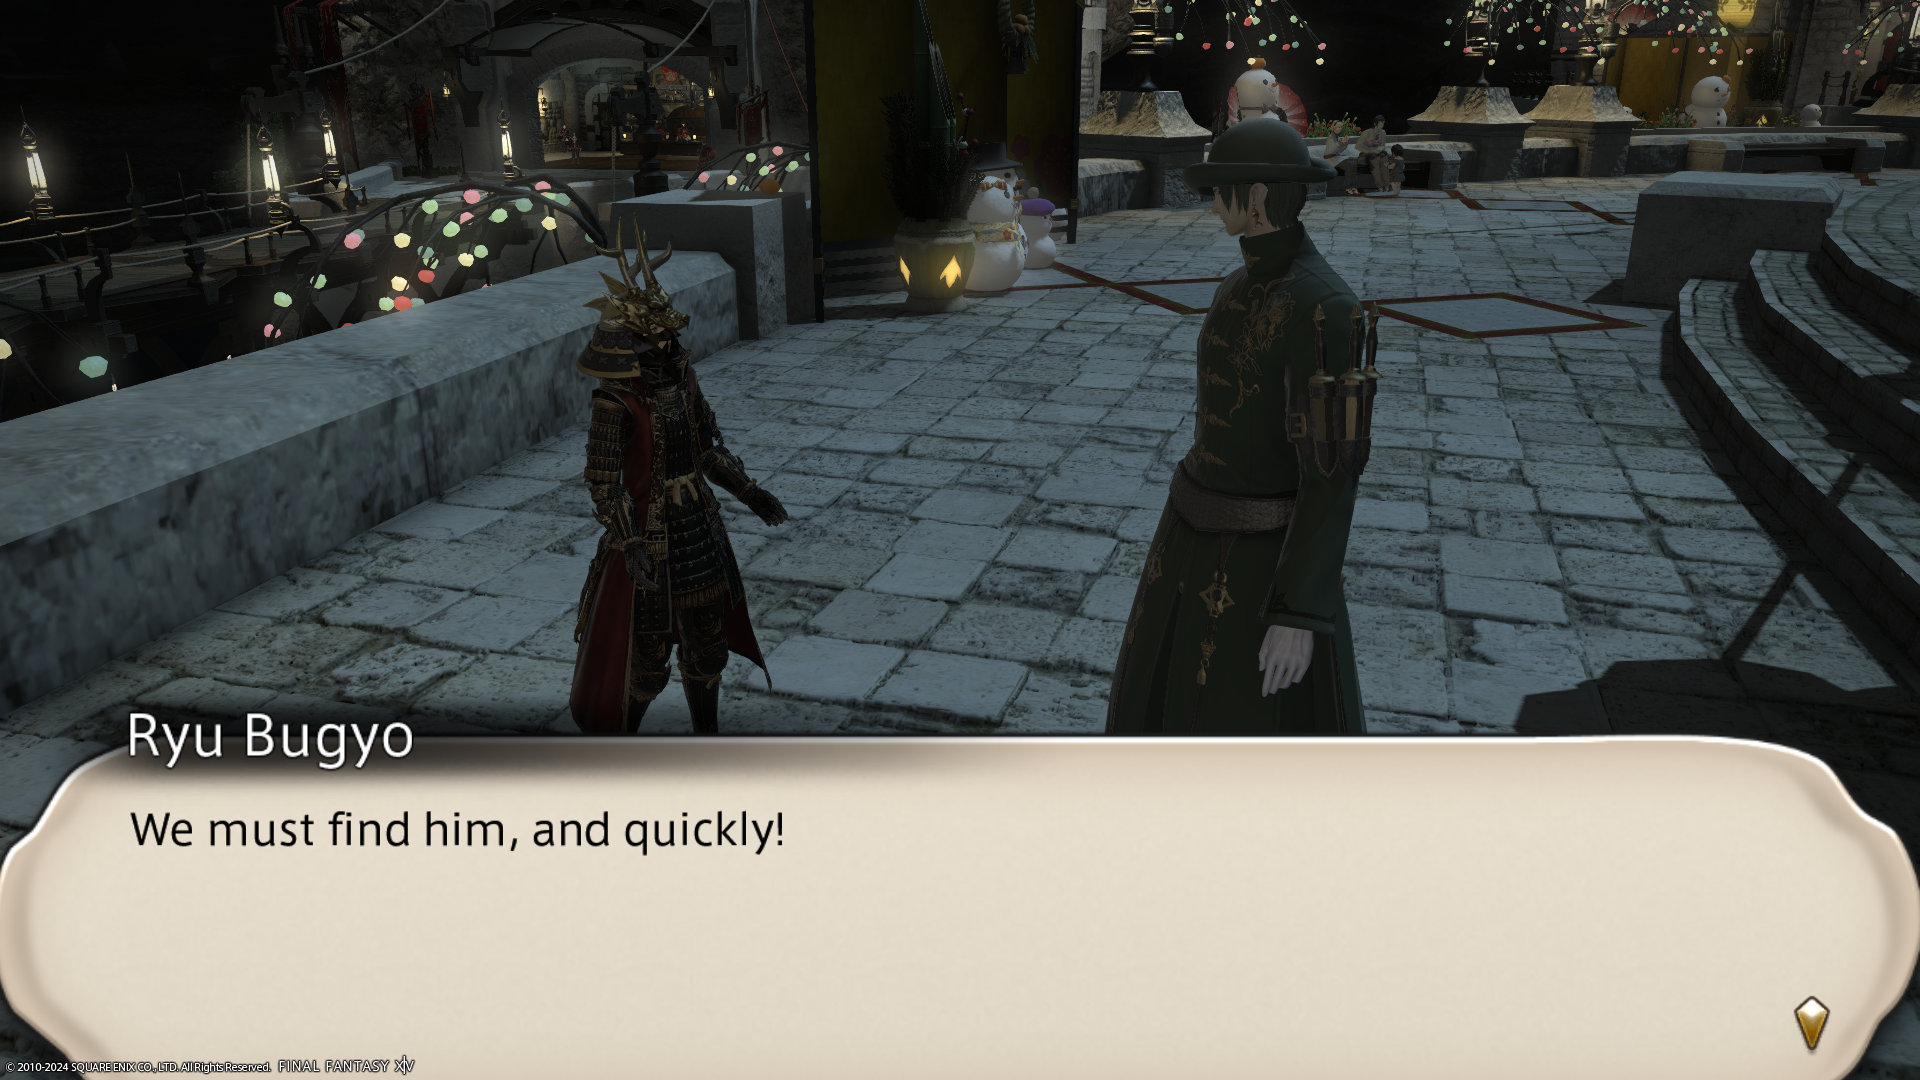 Ryu Bugyo
We must find him, and quickly!
© 2010-2024 SQUARE ENIX CO., LTD. All Rights Reserved. FINAL FANTASY XIV